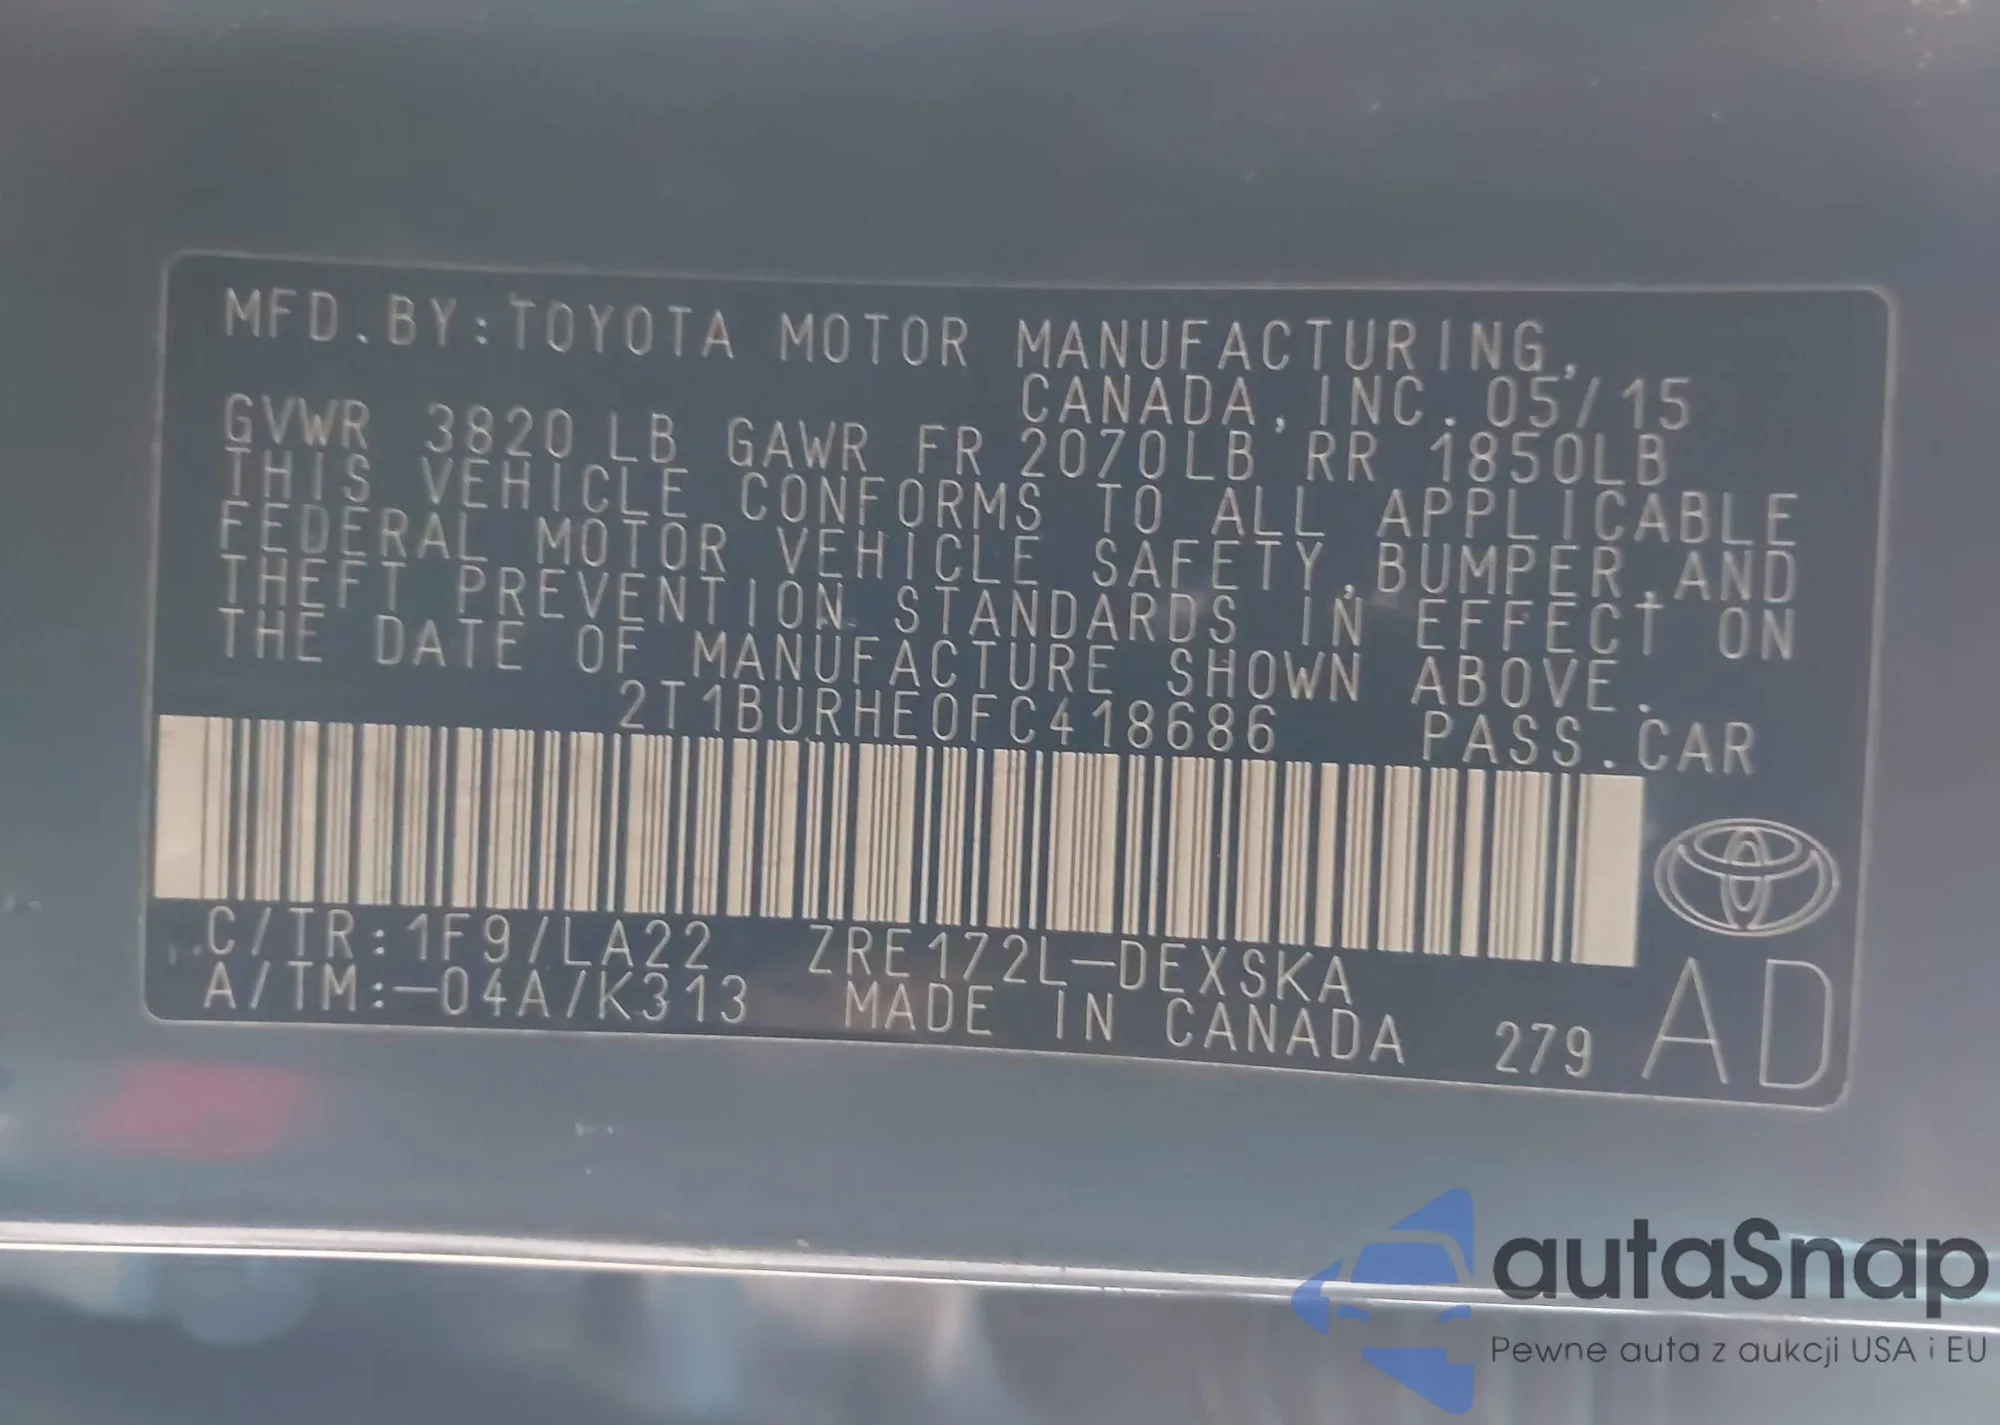 MFD.BY:TOYOTA MOTOR MANUFACTURING,
CANADA,INC.05/15
GVWR 3820 LB GAWR FR 2070LB RR 1850LB
THIS VEHICLE CONFORMS TO ALL APPLICABLE
FEDERAL MOTOR VEHICLE SAFETY,BUMPER,AND
THEFT PREVENTION STANDARDS IN EFFECT ON
THE DATE OF MANUFACTURE SHOWN ABOVE.
2T1BURHE0FC418686 PASS.CAR
C/TR:1F9/LA22 ZRE172L-DEXSKA
A/TM:-04A/K313 MADE IN CANADA 279 AD
autaSnap
Pewne auta z aukcji USA i EU